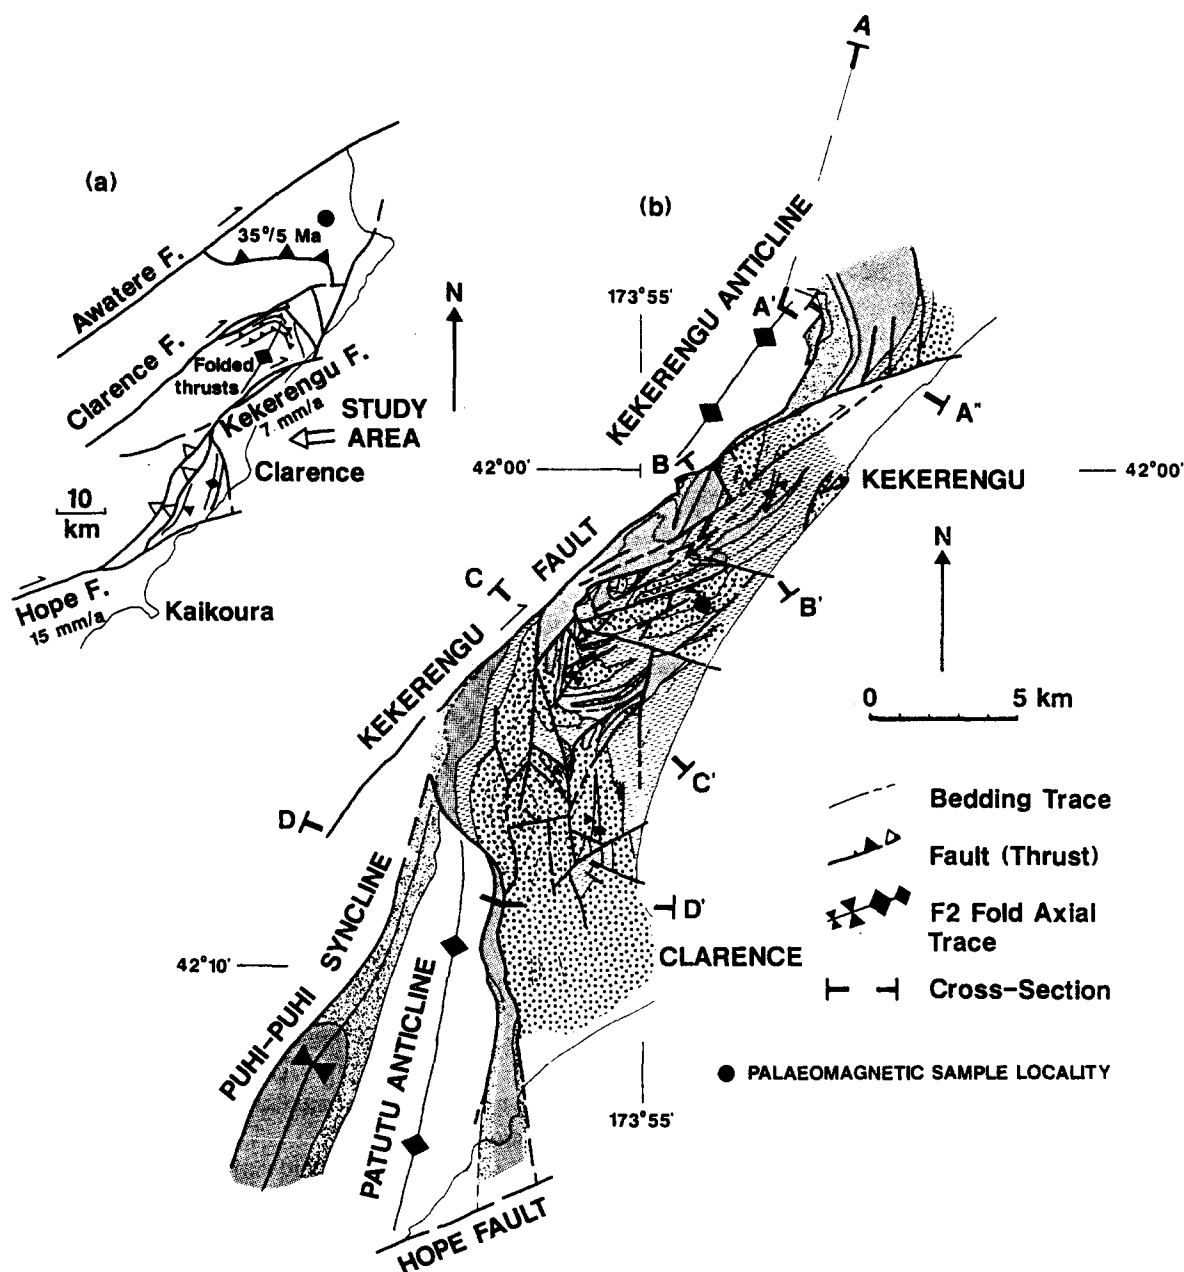 (a)
35°/5 Ma
Awatere F.
Clarence F.
Folded
thrusts
Kekerengu F.
7 mm/a
STUDY
AREA
Clarence
10
km
Hope F.
15 mm/a
Kaikoura
N
(b)
A
KEKERENGU ANTICLINE
173°55'
A'
A"
B
42°00'
42°00'
KEKERENGU
C
KEKERENGU FAULT
B'
N
0 5 km
C'
D
D'
CLARENCE
42°10'
PUHI-PUHI SYNCLINE
PATUTU ANTICLINE
173°55'
HOPE FAULT
Bedding Trace
Fault (Thrust)
F2 Fold Axial
Trace
Cross-Section
PALAEOMAGNETIC SAMPLE LOCALITY